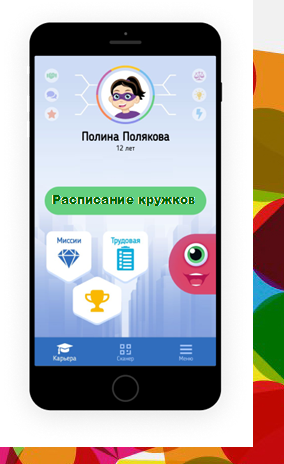 Полина Полякова
12 лет
Расписание кружков
Миссии
Трудовая
Карьера
Сканер
Меню